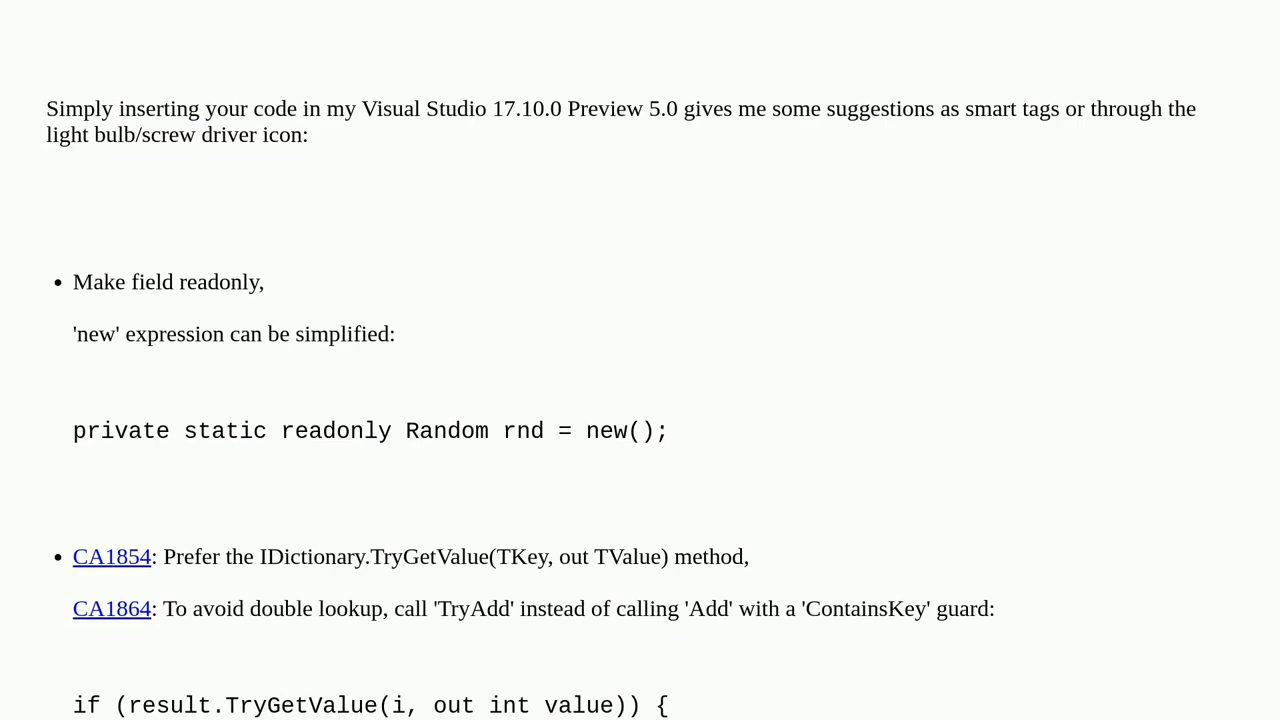 Simply inserting your code in my Visual Studio 17.10.0 Preview 5.0 gives me some suggestions as smart tags or through the
light bulb/screw driver icon:
• Make field readonly,
'new' expression can be simplified:
private static readonly Random rnd = new();
• CA1854: Prefer the IDictionary.TryGetValue(TKey, out TValue) method,
CA1864: To avoid double lookup, call 'TryAdd' instead of calling 'Add' with a 'ContainsKey' guard:
if (result.TryGetValue(i, out int value)) {